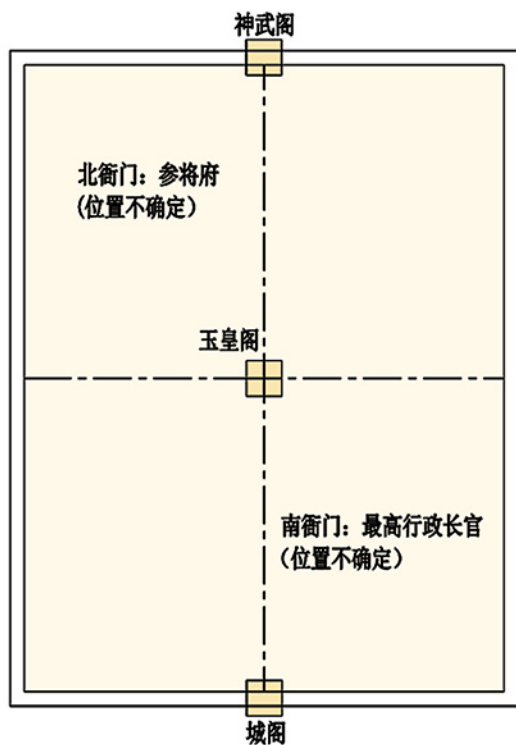 神武阁
北衙门：参将府
(位置不确定）
玉皇阁
南衙门：最高行政长官
（位置不确定）
城阁